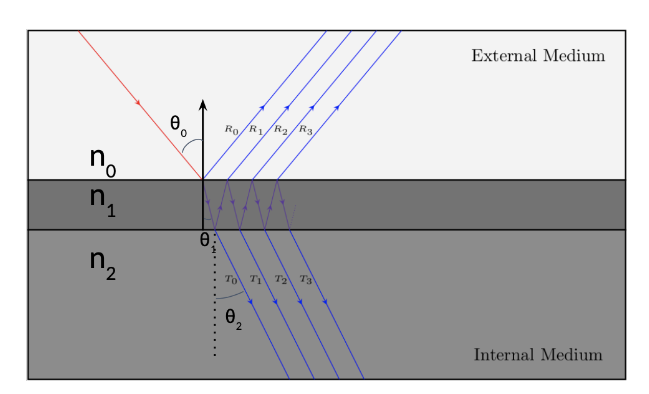 External Medium
θ₀
R₀ R₁ R₂ R₃
n₀
n₁
θ₁
n₂
T₀ T₁ T₂ T₃
θ₂
Internal Medium